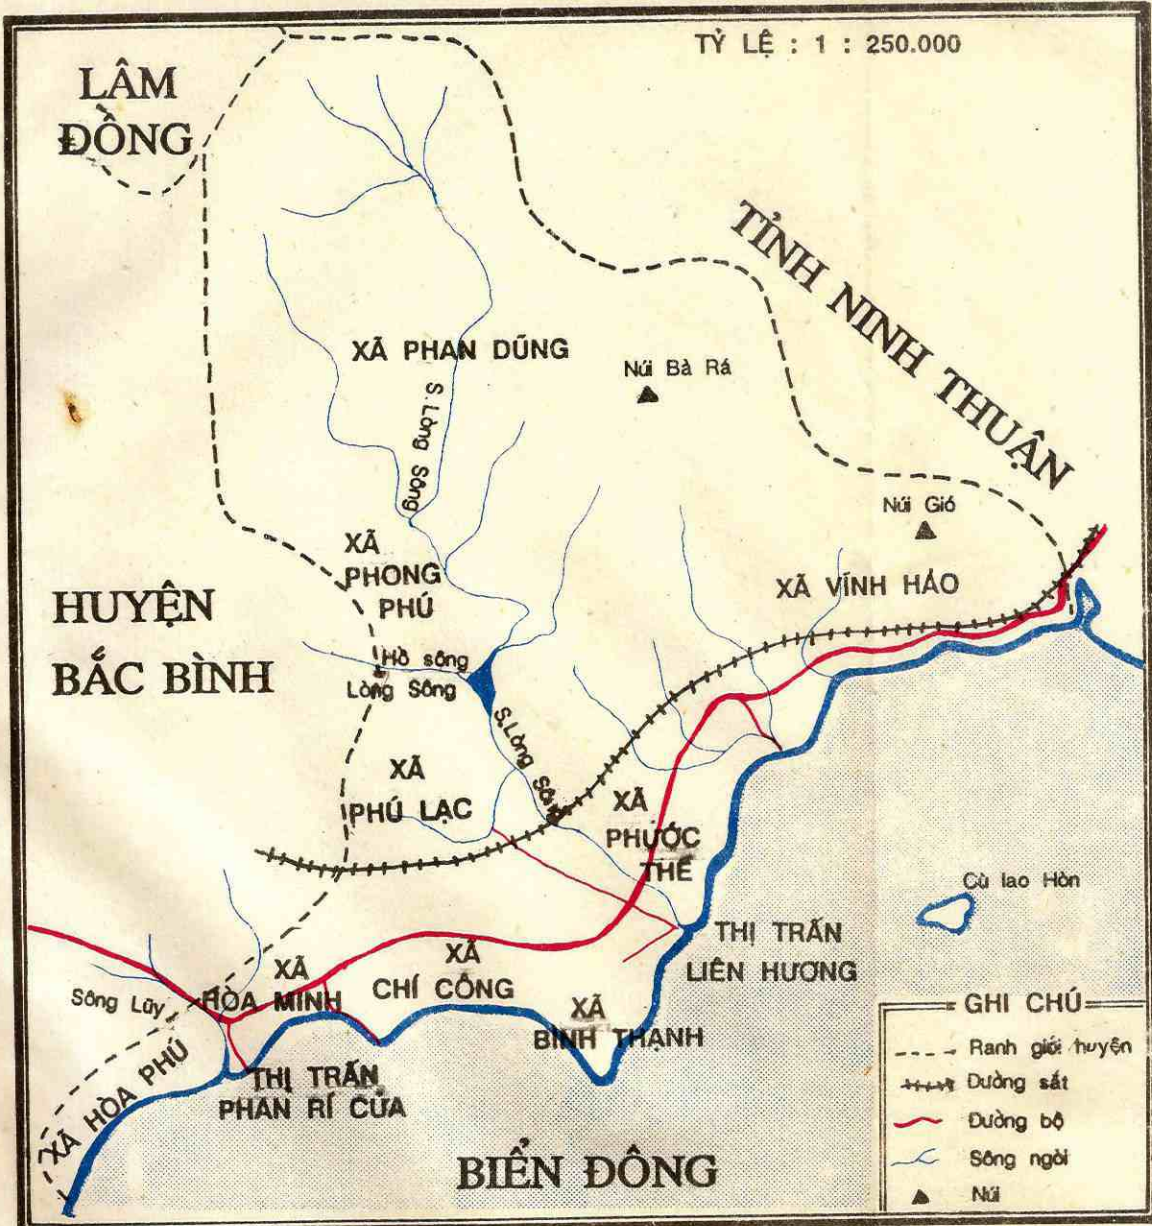 TỶ LỆ : 1 : 250.000
LÂM
ĐỒNG
TỈNH NINH THUẬN
XÃ PHAN DŨNG
Núi Bà Rá
S. Lòng Sông
Núi Gió
XÃ
PHONG
PHÚ
XÃ VĨNH HẢO
HUYỆN
BẮC BÌNH
Hồ sông
Lòng Sông
S. Lòng Sông
XÃ
PHÚ LẠC
XÃ
PHƯỚC
THỂ
Cù lao Hòn
THỊ TRẤN
LIÊN HƯƠNG
XÃ
CHÍ CÔNG
XÃ
HÒA MINH
Sông Lũy
XÃ
BÌNH THẠNH
XÃ HÒA PHÚ
THỊ TRẤN
PHAN RÍ CỬA
BIỂN ĐÔNG
GHI CHÚ
Ranh giới huyện
Đường sắt
Đường bộ
Sông ngòi
Núi